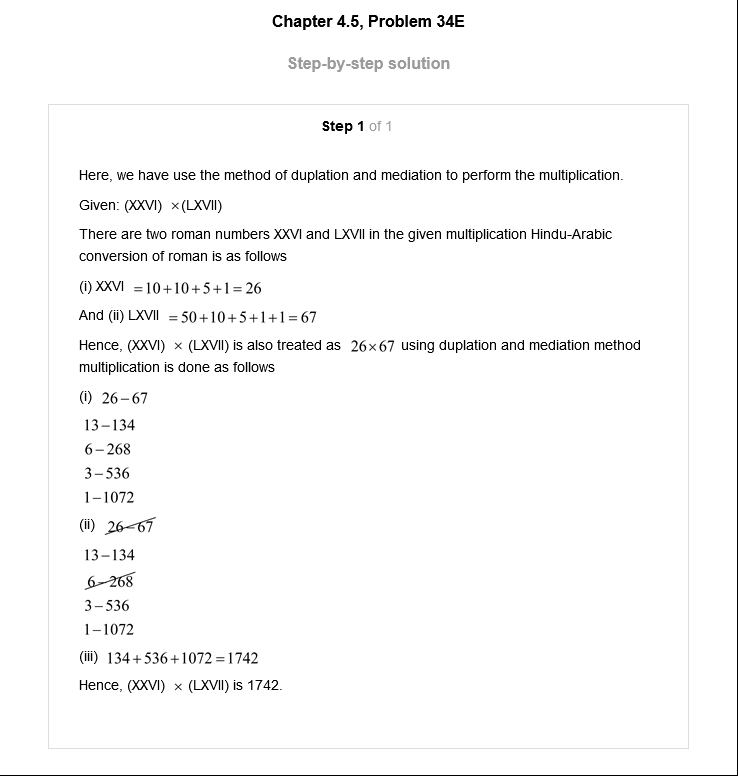 Chapter 4.5, Problem 34E
Step-by-step solution
Step 1 of 1
Here, we have use the method of duplation and mediation to perform the multiplication.
Given: (XXVI) ×(LXVII)
There are two roman numbers XXVI and LXVII in the given multiplication Hindu-Arabic
conversion of roman is as follows
(i) XXVI =10+10+5+1=26
And (ii) LXVII =50+10+5+1+1=67
Hence, (XXVI) × (LXVII) is also treated as 26×67 using duplation and mediation method
multiplication is done as follows
(i) 26−67
13−134
6−268
3−536
1−1072
(ii) 26−67
13−134
6−268
3−536
1−1072
(iii) 134+536+1072=1742
Hence, (XXVI) × (LXVII) is 1742.